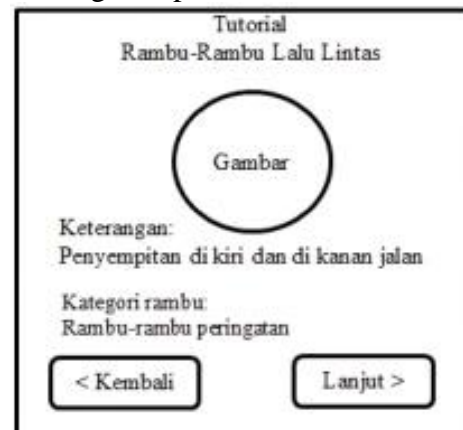 Tutorial
Rambu-Rambu Lalu Lintas
Gambar
Keterangan:
Penyempitan di kiri dan di kanan jalan
Kategori rambu:
Rambu-rambu peringatan
< Kembali
Lanjut >